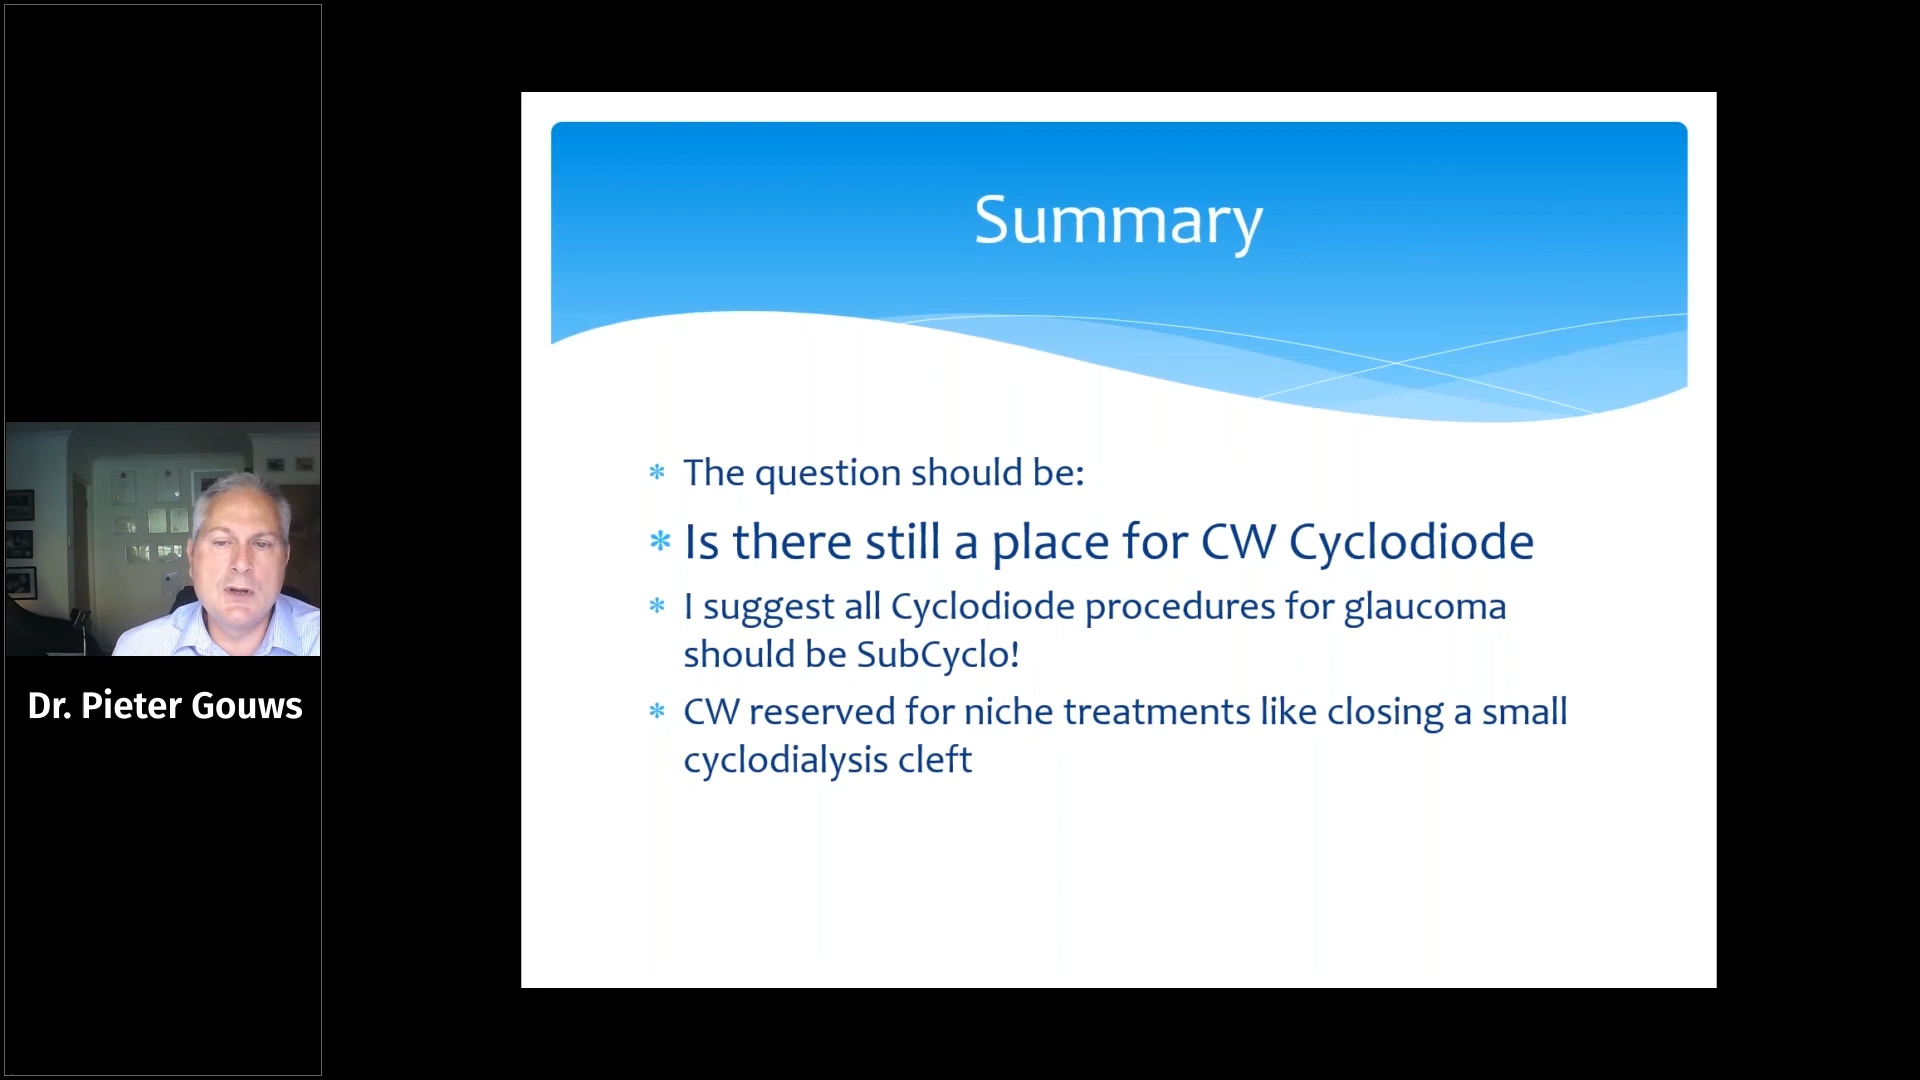 Summary
* The question should be:
* Is there still a place for CW Cyclodiode
* I suggest all Cyclodiode procedures for glaucoma
should be SubCyclo!
* CW reserved for niche treatments like closing a small
cyclodialysis cleft
Dr. Pieter Gouws